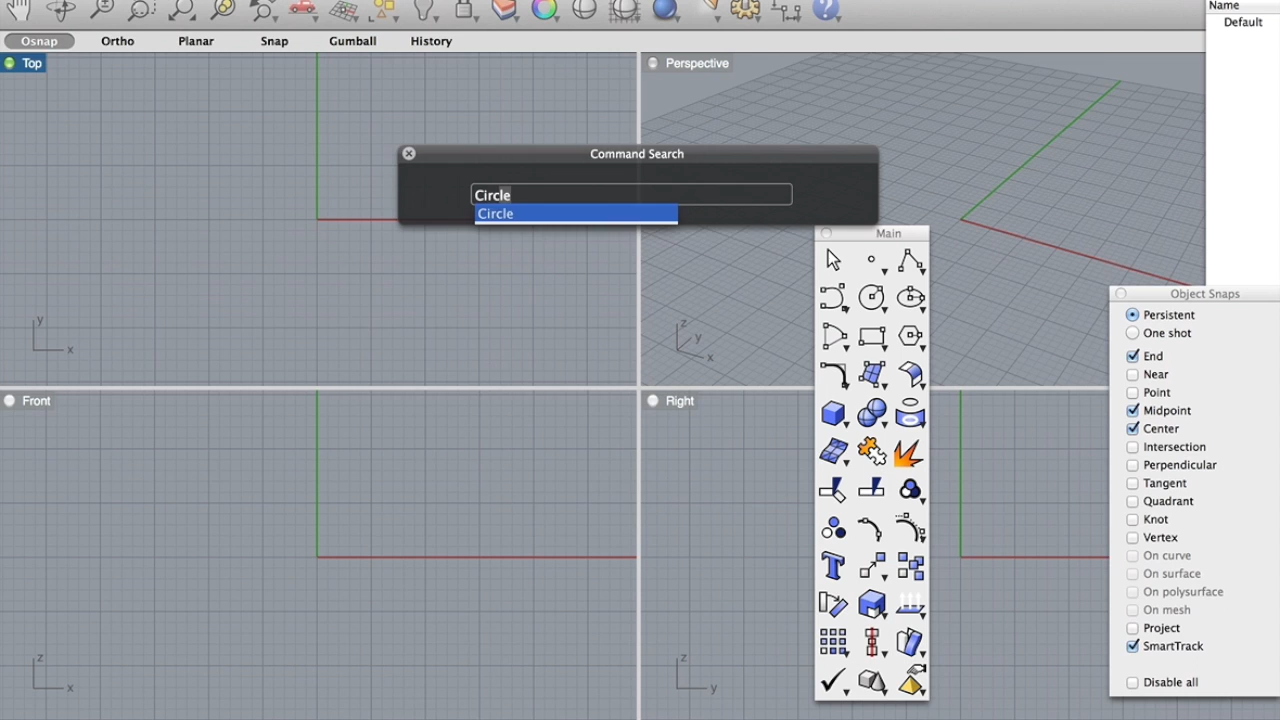 Name
Default
Osnap Ortho Planar Snap Gumball History
Top
Perspective
Command Search
Circle
Circle
Main
Object Snaps
Persistent
One shot
End
Near
Point
Midpoint
Center
Intersection
Perpendicular
Tangent
Quadrant
Knot
Vertex
On curve
On surface
On polysurface
On mesh
Project
SmartTrack
Disable all
y
x
z
y
x
Front
Right
z
x
z
y